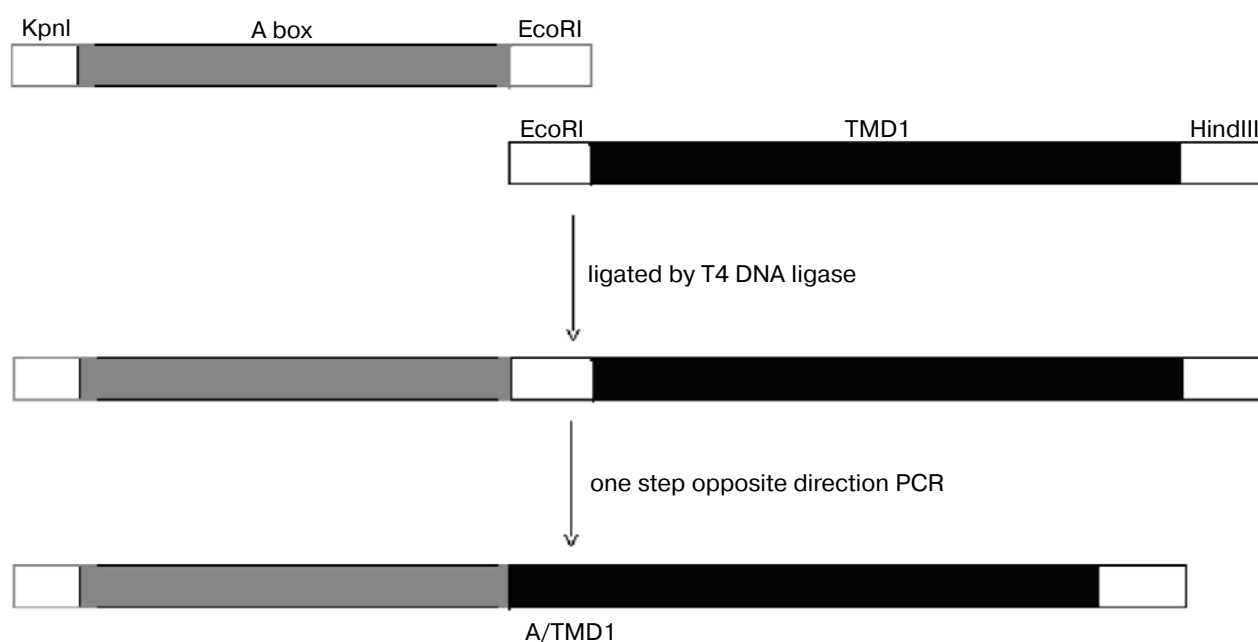 KpnI A box EcoRI
EcoRI TMD1 HindIII
ligated by T4 DNA ligase
one step opposite direction PCR
A/TMD1